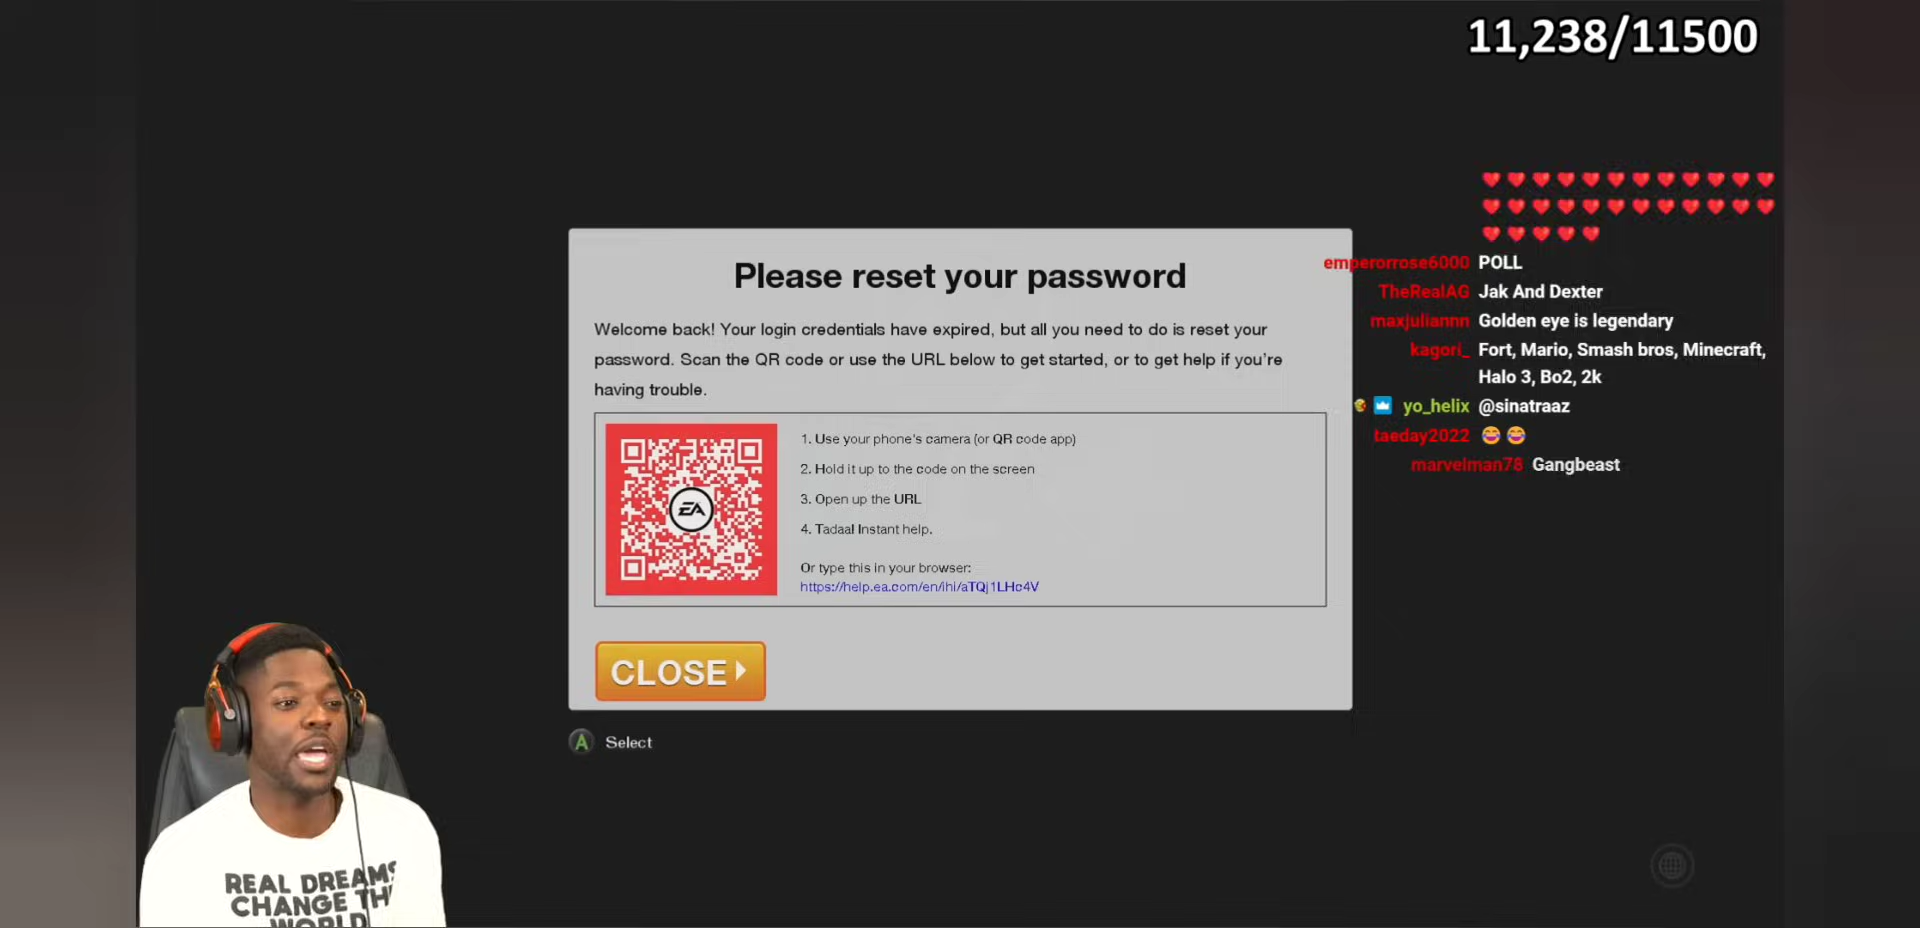 11,238/11500
emperorrose6000 POLL
TheRealAG Jak And Dexter
maxjuliannn Golden eye is legendary
kagori_ Fort, Mario, Smash bros, Minecraft,
Halo 3, Bo2, 2k
yo_helix @sinatraaz
taeday2022
marvelman78 Gangbeast
Please reset your password
Welcome back! Your login credentials have expired, but all you need to do is reset your
password. Scan the QR code or use the URL below to get started, or to get help if you're
having trouble.
EA
1. Use your phone's camera (or QR code app)
2. Hold it up to the code on the screen
3. Open up the URL
4. Tadaa! Instant help.
Or type this in your browser:
https://help.ea.com/en/ihi/aTQj1LHc4V
CLOSE
A Select
REAL DREAMS
CHANGE TH
WORLD